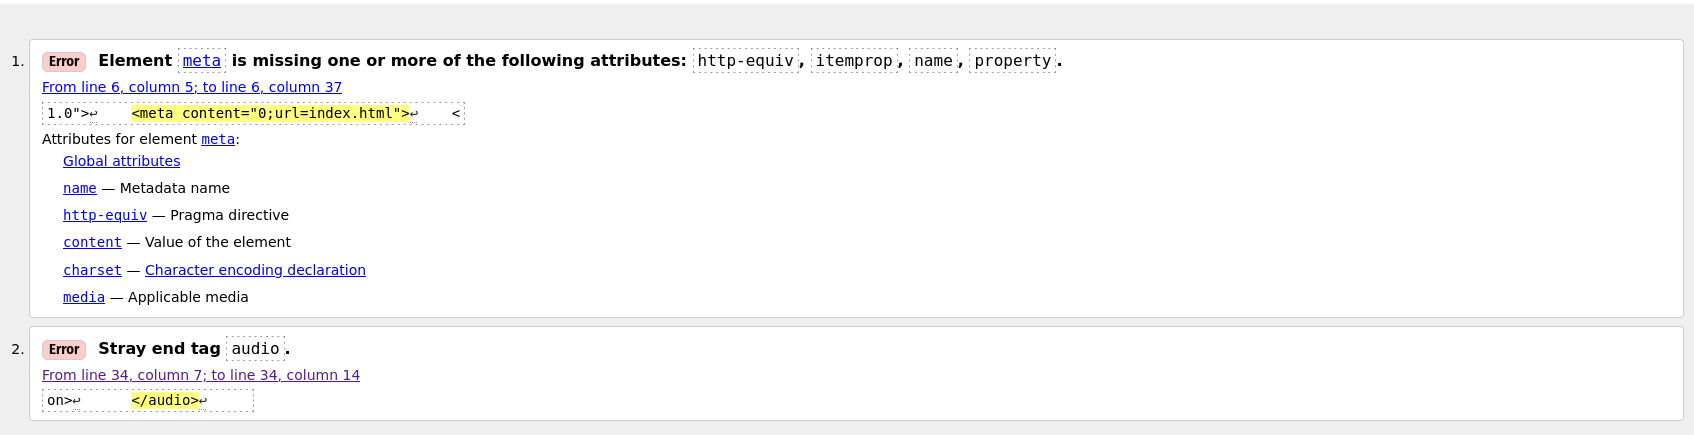 1. Error Element meta is missing one or more of the following attributes: http-equiv, itemprop, name, property.
From line 6, column 5; to line 6, column 37
1.0">↩    <meta content="0;url=index.html">↩    <
Attributes for element meta:
Global attributes
name — Metadata name
http-equiv — Pragma directive
content — Value of the element
charset — Character encoding declaration
media — Applicable media
2. Error Stray end tag audio.
From line 34, column 7; to line 34, column 14
on>↩      </audio>↩